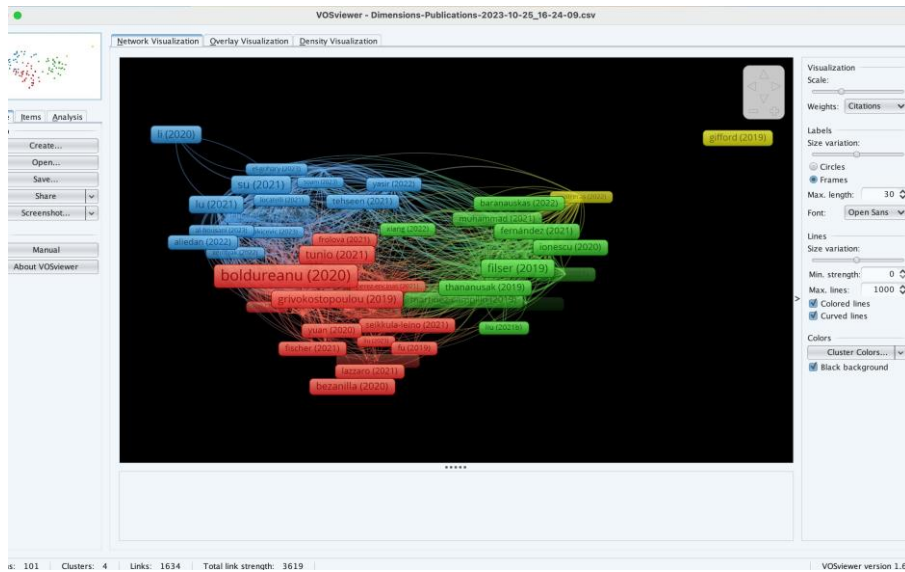 VOSviewer - Dimensions-Publications-2023-10-25_16-24-09.csv
Network Visualization Overlay Visualization Density Visualization
Items Analysis
Create...
Open...
Save...
Share
Screenshot...
Manual
About VOSviewer
li (2020)
gifford (2019)
su (2021)
yasir (2022)
lu (2021)
tehseen (2021)
baranauskas (2022)
muhammad (2021)
fernández (2021)
aliedan (2022)
frolova (2021)
xiang (2022)
ionescu (2020)
tunio (2021)
boldureanu (2020)
filser (2019)
thananusak (2019)
grivokostopoulou (2019)
yuan (2020)
seikkula-leino (2021)
liu (2021b)
fischer (2021)
fu (2019)
lazzaro (2021)
bezanilla (2020)
Visualization
Scale:
Weights: Citations
Labels
Size variation:
Circles
Frames
Max. length: 30
Font: Open Sans
Lines
Size variation:
Min. strength: 0
Max. lines: 1000
Colored lines
Curved lines
Colors
Cluster Colors...
Black background
>
s: 101 Clusters: 4 Links: 1634 Total link strength: 3619
VOSviewer version 1.6